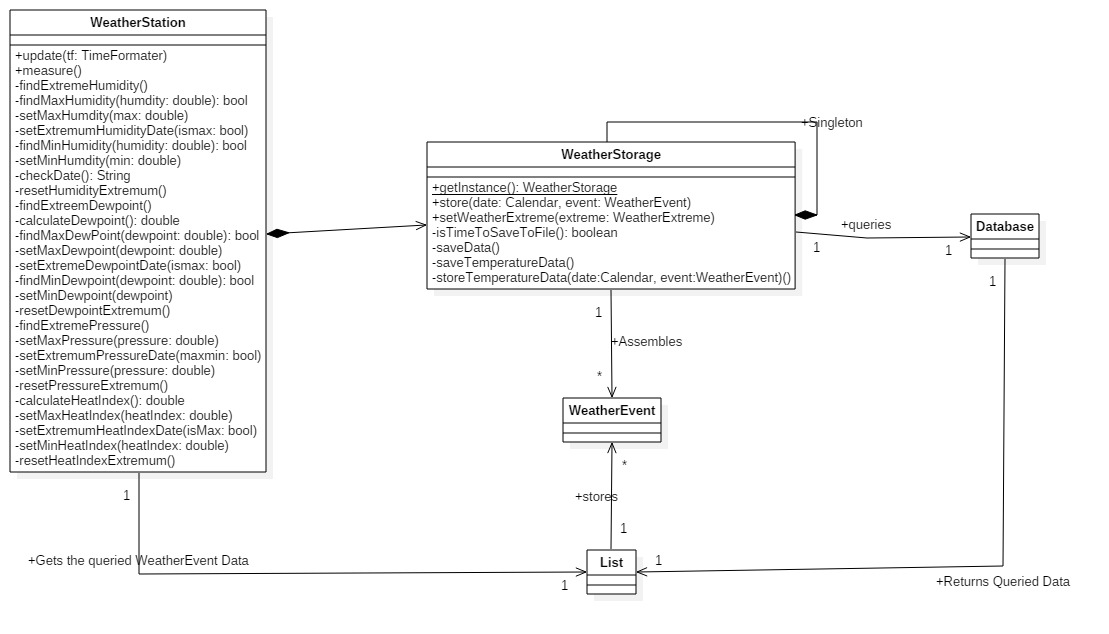 WeatherStation
+update(tf: TimeFormater)
+measure()
-findExtremeHumidity()
-findMaxHumidity(humdity: double): bool
-setMaxHumdity(max: double)
-setExtremumHumidityDate(ismax: bool)
-findMinHumidity(humidity: double): bool
-setMinHumdity(min: double)
-checkDate(): String
-resetHumidityExtremum()
-findExtreemDewpoint()
-calculateDewpoint(): double
-findMaxDewPoint(dewpoint: double): bool
-setMaxDewpoint(dewpoint: double)
-setExtremeDewpointDate(ismax: bool)
-findMinDewpoint(dewpoint: double): bool
-setMinDewpoint(dewpoint)
-resetDewpointExtremum()
-findExtremePressure()
-setMaxPressure(pressure: double)
-setExtremumPressureDate(maxmin: bool)
-setMinPressure(pressure: double)
-resetPressureExtremum()
-calculateHeatIndex(): double
-setMaxHeatIndex(heatIndex: double)
-setExtremumHeatIndexDate(isMax: bool)
-setMinHeatIndex(heatIndex: double)
-resetHeatIndexExtremum()
+Singleton
WeatherStorage
+getInstance(): WeatherStorage
+store(date: Calendar, event: WeatherEvent)
+setWeatherExtreme(extreme: WeatherExtreme)
-isTimeToSaveToFile(): boolean
-saveData()
-saveTemperatureData()
-storeTemperatureData(date:Calendar, event:WeatherEvent)()
+queries
1
1
Database
1
1
+Assembles
*
WeatherEvent
*
+stores
1
1
+Gets the queried WeatherEvent Data
1
List
1
+Returns Queried Data